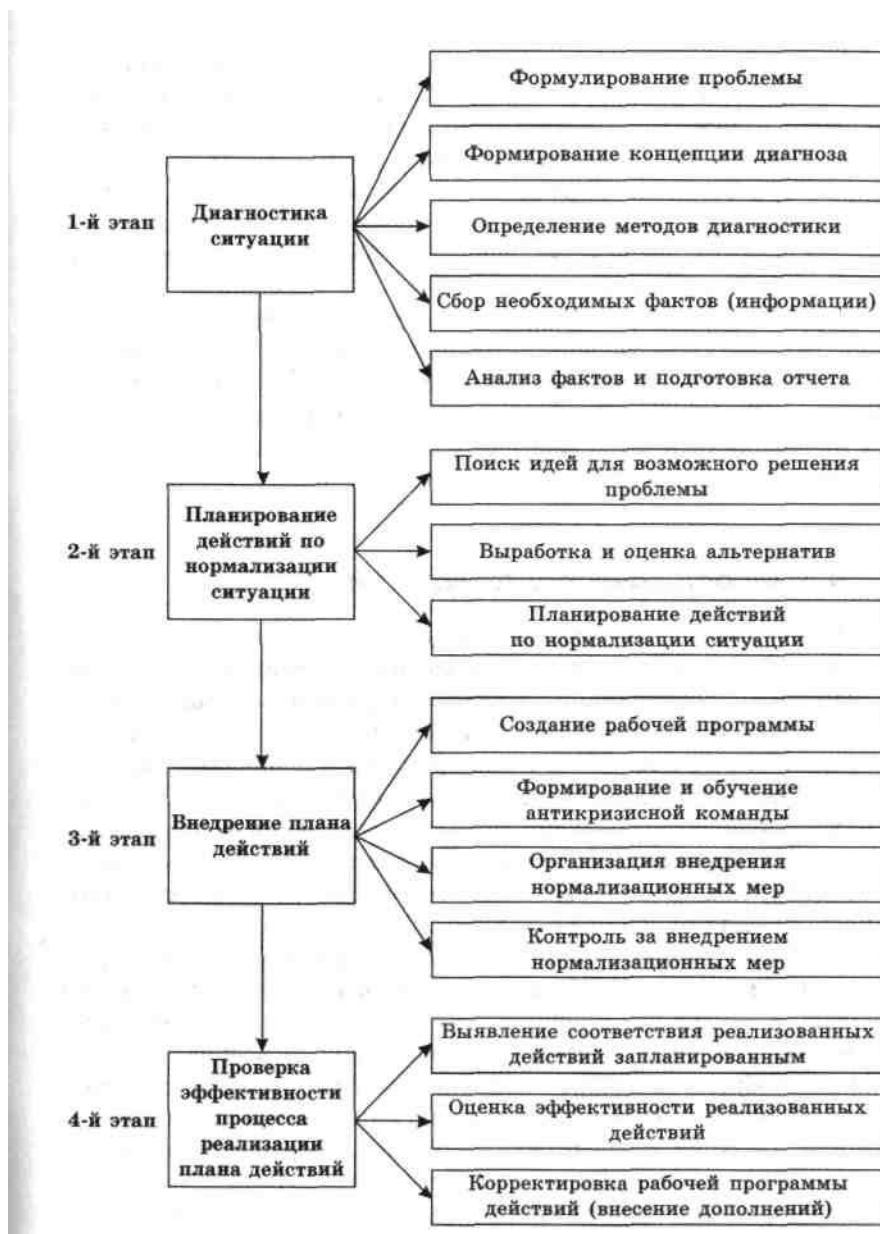 Формулирование проблемы
Формирование концепции диагноза
1-й этап
Диагностика
ситуации
Определение методов диагностики
Сбор необходимых фактов (информации)
Анализ фактов и подготовка отчета
Поиск идей для возможного решения
проблемы
2-й этап
Планирование
действий по
нормализации
ситуации
Выработка и оценка альтернатив
Планирование действий
по нормализации ситуации
Создание рабочей программы
Формирование и обучение
антикризисной команды
3-й этап
Внедрение плана
действий
Организация внедрения
нормализационных мер
Контроль за внедрением
нормализационных мер
Выявление соответствия реализованных
действий запланированным
4-й этап
Проверка
эффективности
процесса
реализации
плана действий
Оценка эффективности реализованных
действий
Корректировка рабочей программы
действий (внесение дополнений)